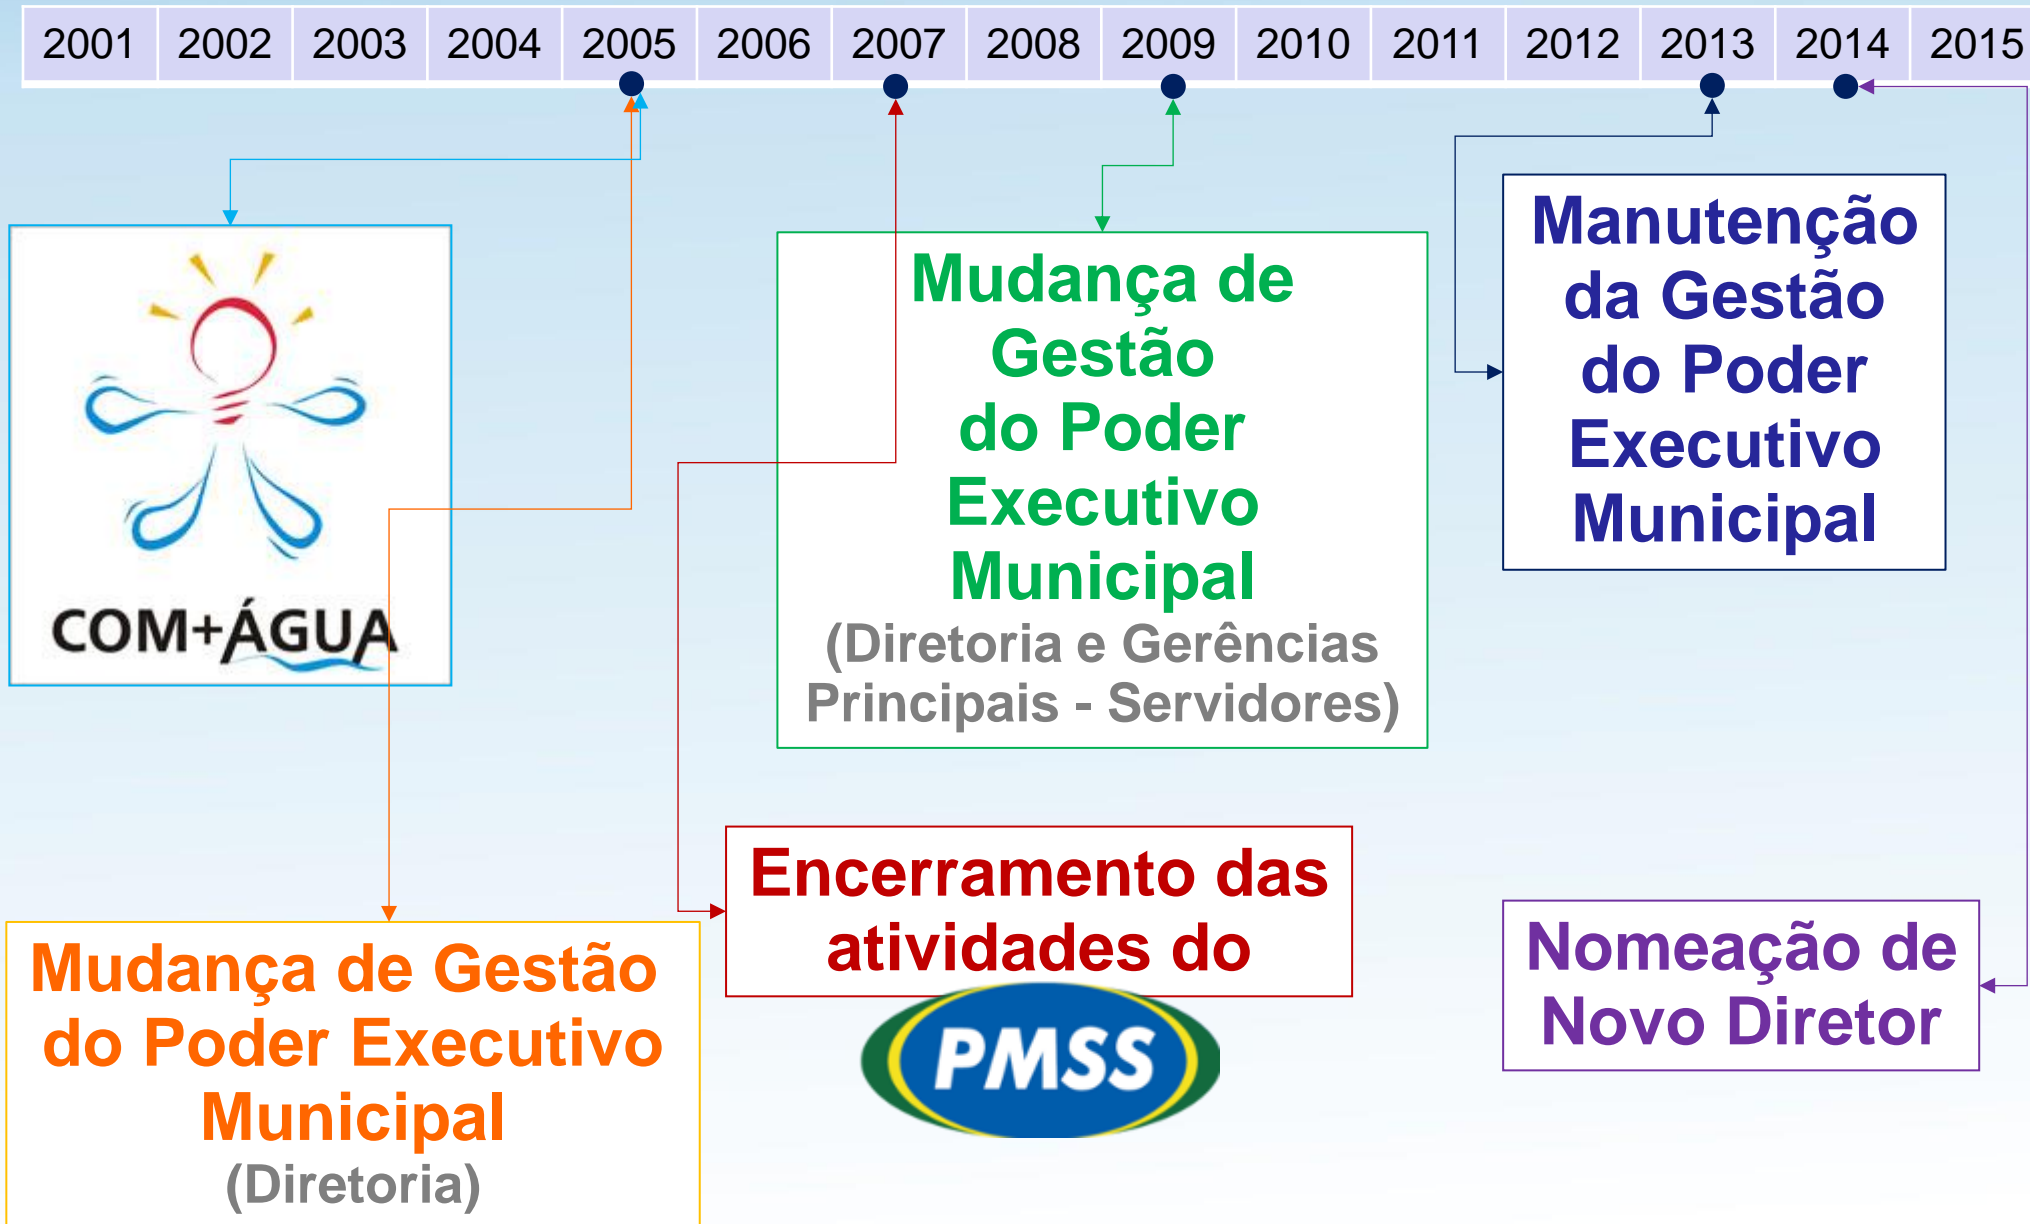 2001 2002 2003 2004 2005 2006 2007 2008 2009 2010 2011 2012 2013 2014 2015
COM+ÁGUA
Mudança de
Gestão
do Poder
Executivo
Municipal
(Diretoria e Gerências
Principais - Servidores)
Manutenção
da Gestão
do Poder
Executivo
Municipal
Mudança de Gestão
do Poder Executivo
Municipal
(Diretoria)
Encerramento das
atividades do
PMSS
Nomeação de
Novo Diretor